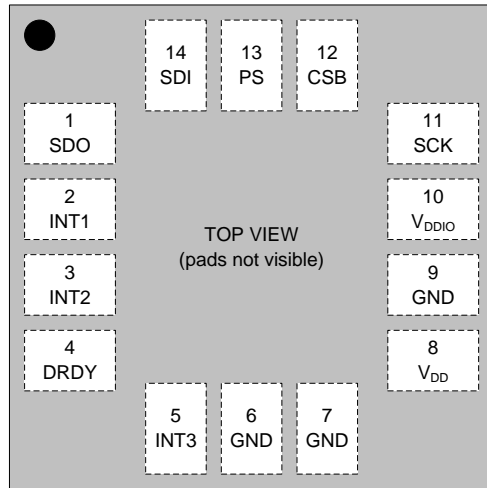 14
SDI
13
PS
12
CSB
1
SDO
11
SCK
2
INT1
10
VDDIO
TOP VIEW
(pads not visible)
3
INT2
9
GND
4
DRDY
8
VDD
5
INT3
6
GND
7
GND